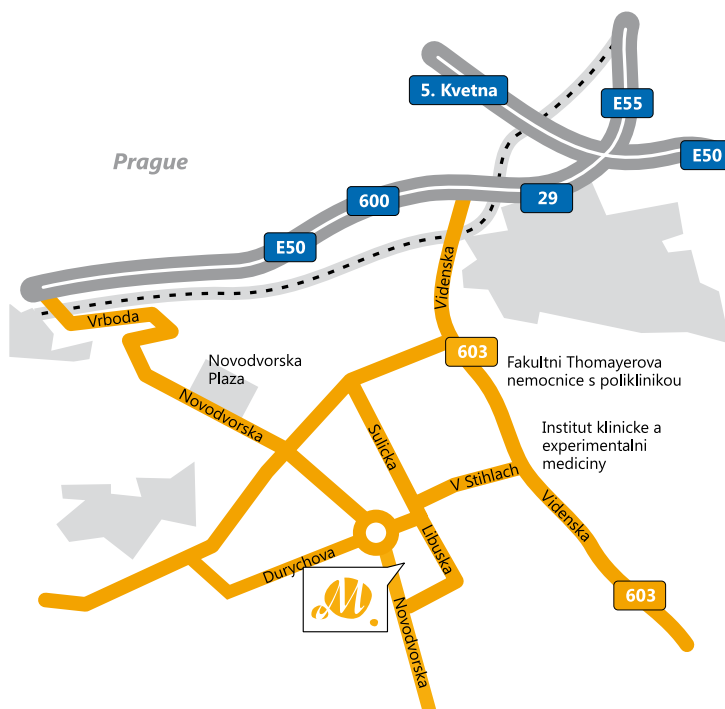 5. Kvetna
E55
Prague
E50
600
29
E50
Videnska
Vrboda
603
Novodvorska
Plaza
Fakultni Thomayerova
nemocnice s poliklinikou
Novodvorska
Sulicka
Institut klinicke a
experimentalni
mediciny
V Stihlach
Videnska
Libuska
Durychova
M
Novodvorska
603